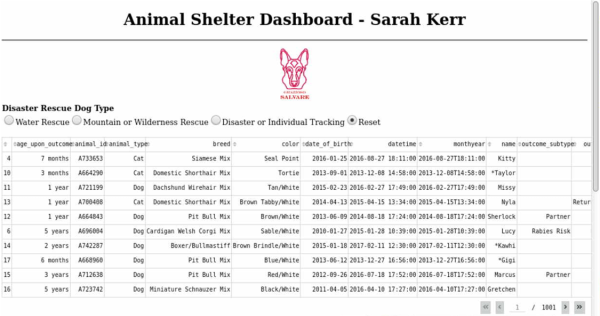 Animal Shelter Dashboard - Sarah Kerr
SALVARE
Disaster Rescue Dog Type
Water Rescue Mountain or Wilderness Rescue Disaster or Individual Tracking Reset
age_upon_outcome animal_id animal_type breed color date_of_birth datetime monthyear name outcome_subtype ou
4 7 months A733653 Cat Siamese Mix Seal Point 2016-01-25 2016-08-27 18:11:00 2016-08-27T18:11:00 Kitty
10 3 months A664290 Cat Domestic Shorthair Mix Tortie 2013-09-01 2013-12-08 14:58:00 2013-12-08T14:58:00 *Taylor
11 1 year A721199 Dog Dachshund Wirehair Mix Tan/White 2015-02-23 2016-02-27 17:49:00 2016-02-27T17:49:00 Missy
13 1 year A700408 Cat Domestic Shorthair Mix Brown Tabby/White 2014-04-13 2015-04-15 13:34:00 2015-04-15T13:34:00 Nyla Retur
12 1 year A664843 Dog Pit Bull Mix Brown/White 2013-06-09 2014-08-18 17:24:00 2014-08-18T17:24:00 Sherlock Partner
6 5 years A696004 Dog Cardigan Welsh Corgi Mix Sable/White 2010-01-27 2015-01-28 10:39:00 2015-01-28T10:39:00 Lucy Rabies Risk
14 2 years A742287 Dog Boxer/Bullmastiff Brown Brindle/White 2015-01-18 2017-02-11 12:30:00 2017-02-11T12:30:00 *Kawhi
17 6 months A668960 Dog Pit Bull Mix Blue/White 2013-06-12 2013-12-27 16:56:00 2013-12-27T16:56:00 *Gigi
15 3 years A712638 Dog Pit Bull Mix Red/White 2012-09-26 2016-07-18 17:52:00 2016-07-18T17:52:00 Marcus Partner
16 5 years A723742 Dog Miniature Schnauzer Mix Black/White 2011-04-05 2016-04-10 17:27:00 2016-04-10T17:27:00 Gretchen
1 / 1001